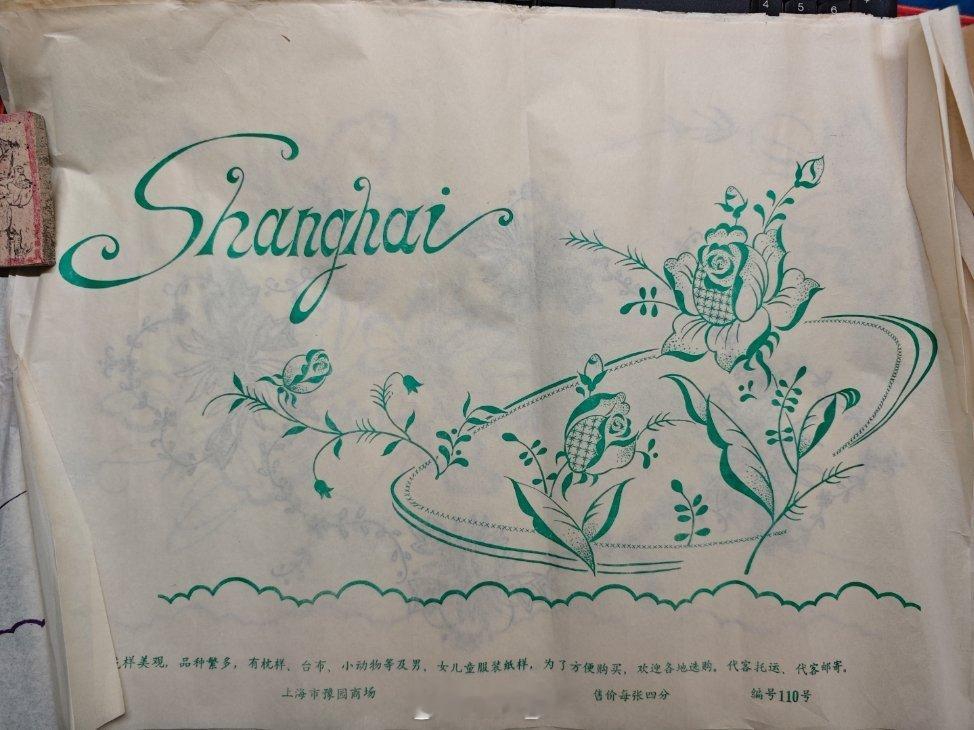 Shanghai
样美观，品种繁多，有枕样、台布、小动物等及男、女儿童服装纸样，为了方便购买，欢迎各地选购。代客托运、代客邮寄。
上海市豫园商场 售价每张四分 编号110号
4 5 6